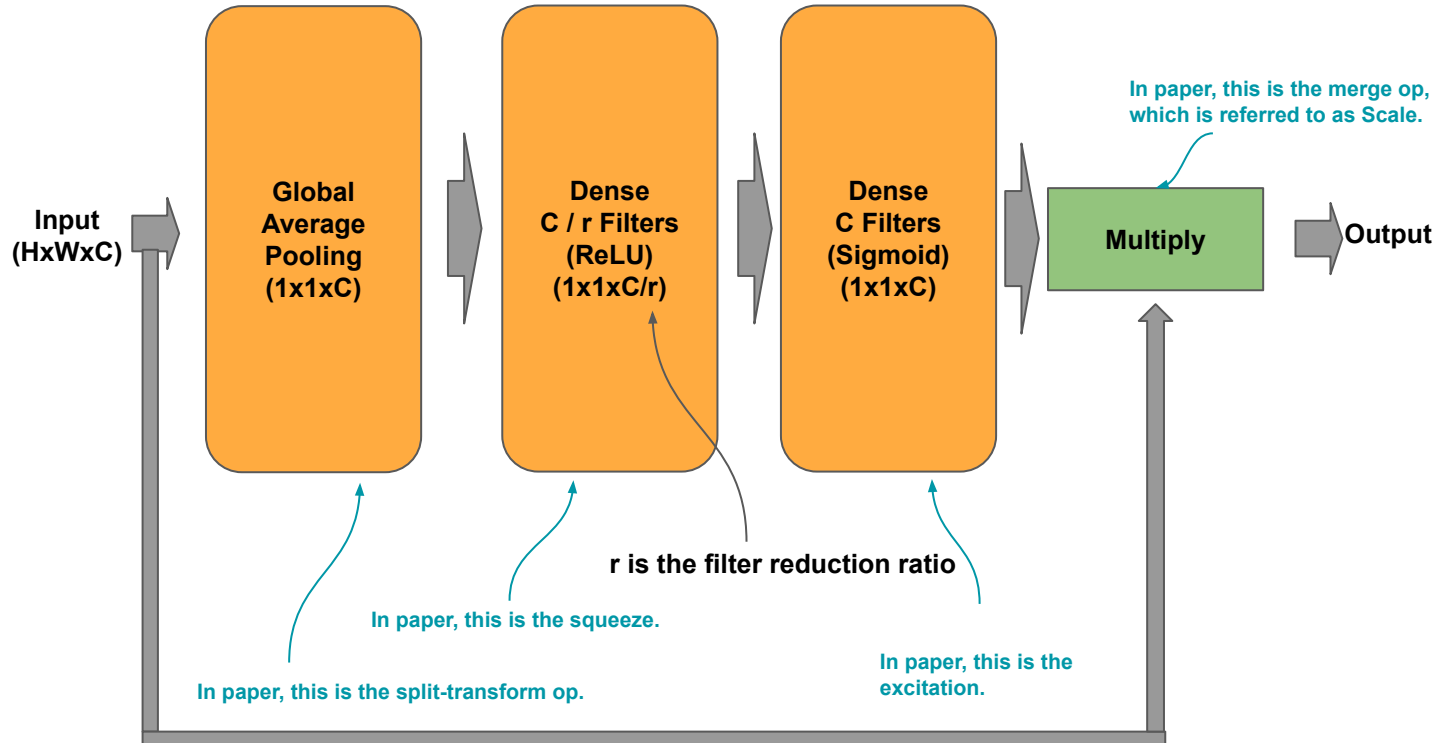 Input
(HxWxC)
Global
Average
Pooling
(1x1xC)
Dense
C / r Filters
(ReLU)
(1x1xC/r)
Dense
C Filters
(Sigmoid)
(1x1xC)
In paper, this is the merge op,
which is referred to as Scale.
Multiply
Output
r is the filter reduction ratio
In paper, this is the squeeze.
In paper, this is the split-transform op.
In paper, this is the
excitation.